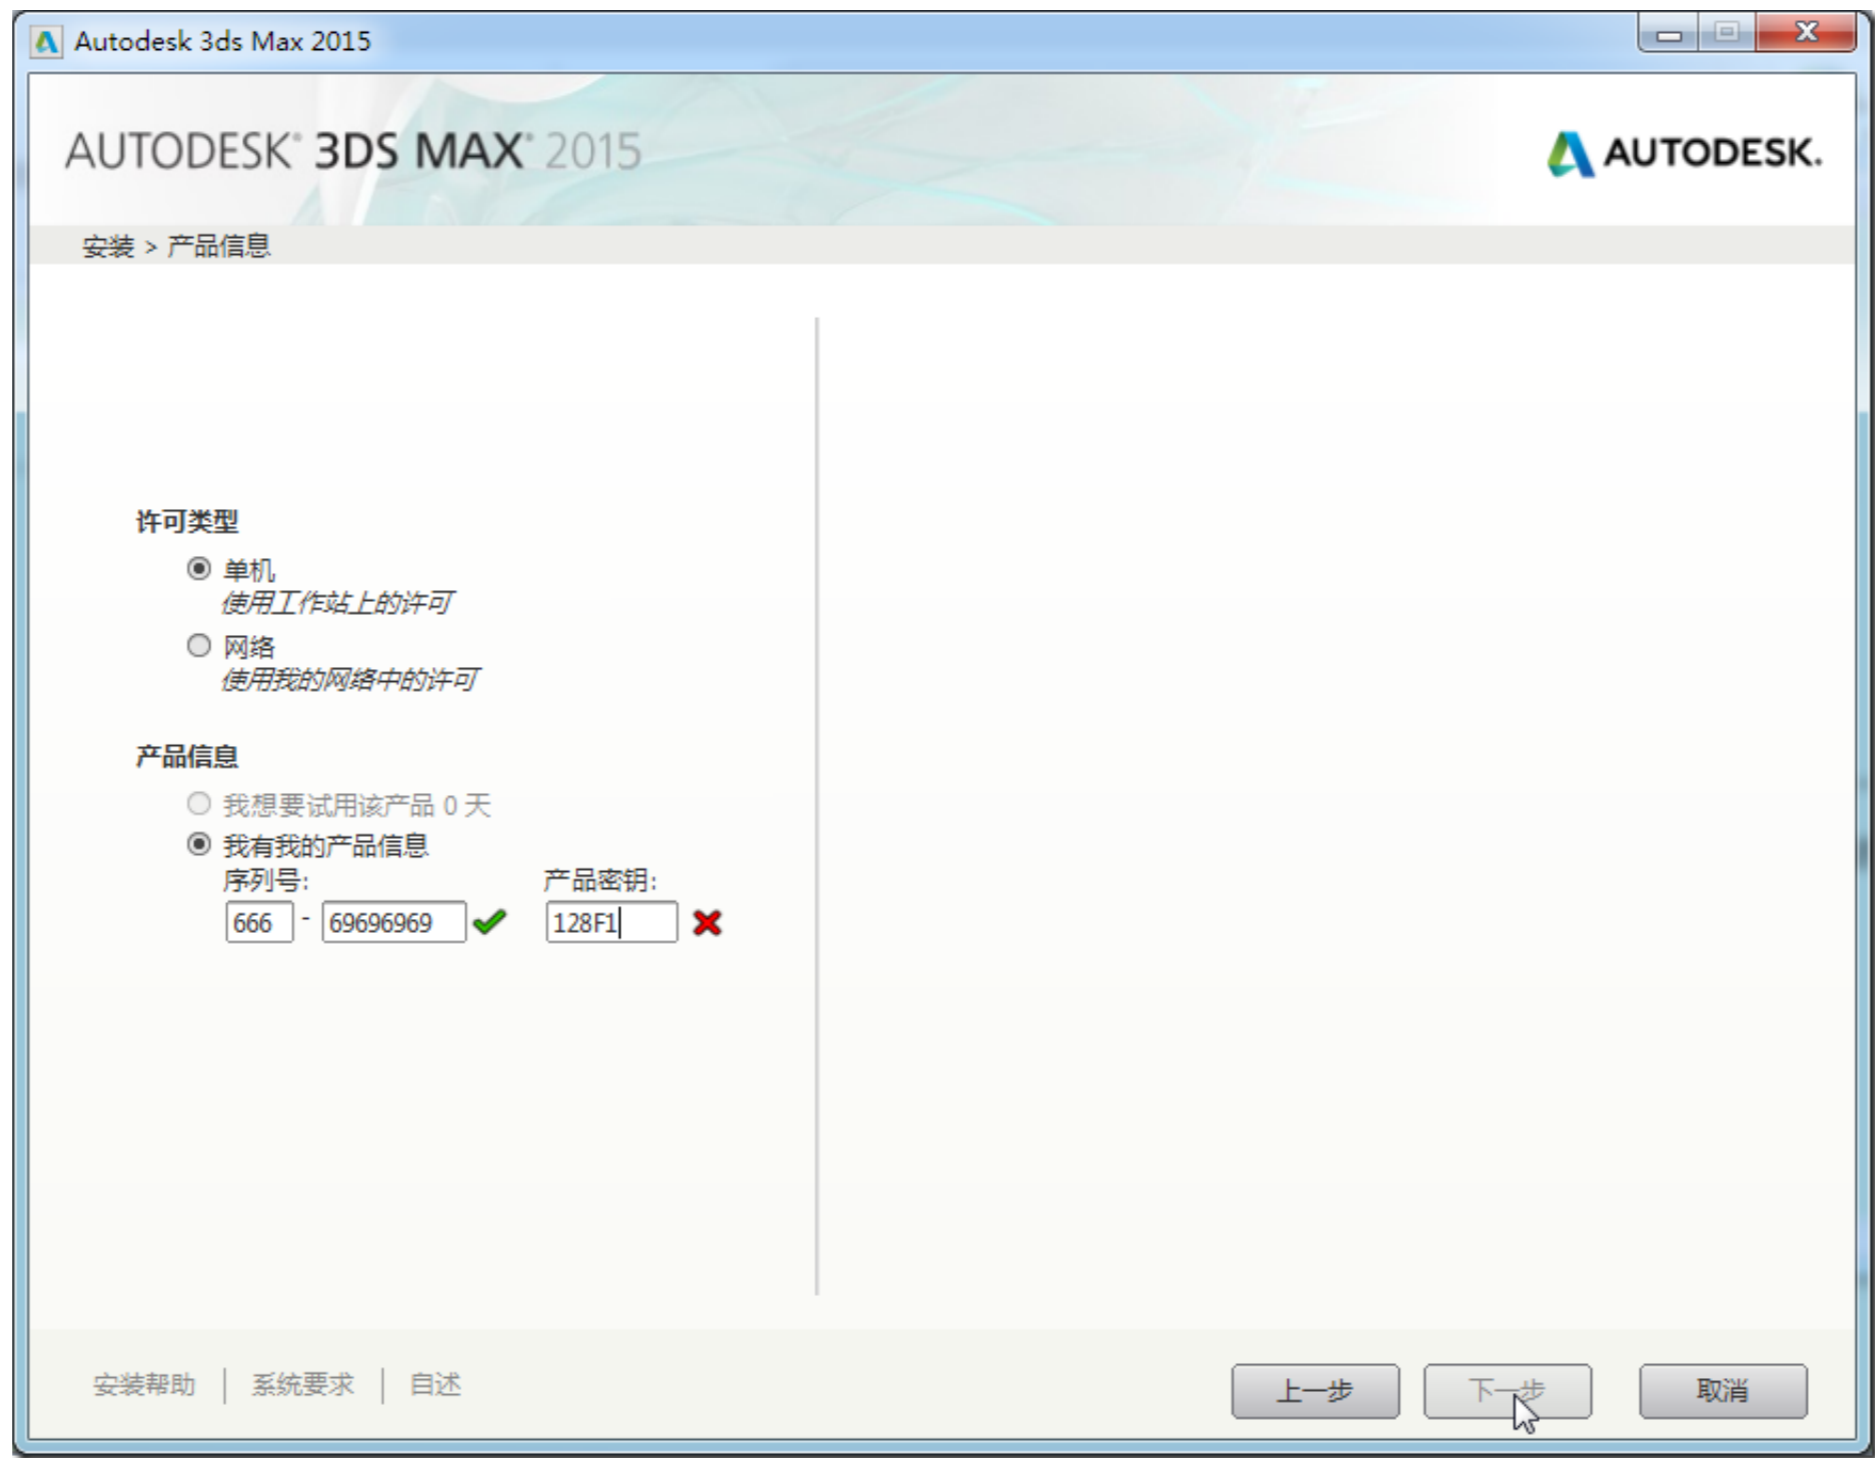 Autodesk 3ds Max 2015
AUTODESK® 3DS MAX® 2015
AUTODESK.
安装 > 产品信息
许可类型
单机
使用工作站上的许可
网络
使用我的网络中的许可
产品信息
我想要试用该产品 0 天
我有我的产品信息
序列号: 产品密钥:
666 - 69696969 128F1
安装帮助 | 系统要求 | 自述 上一步 下一步 取消